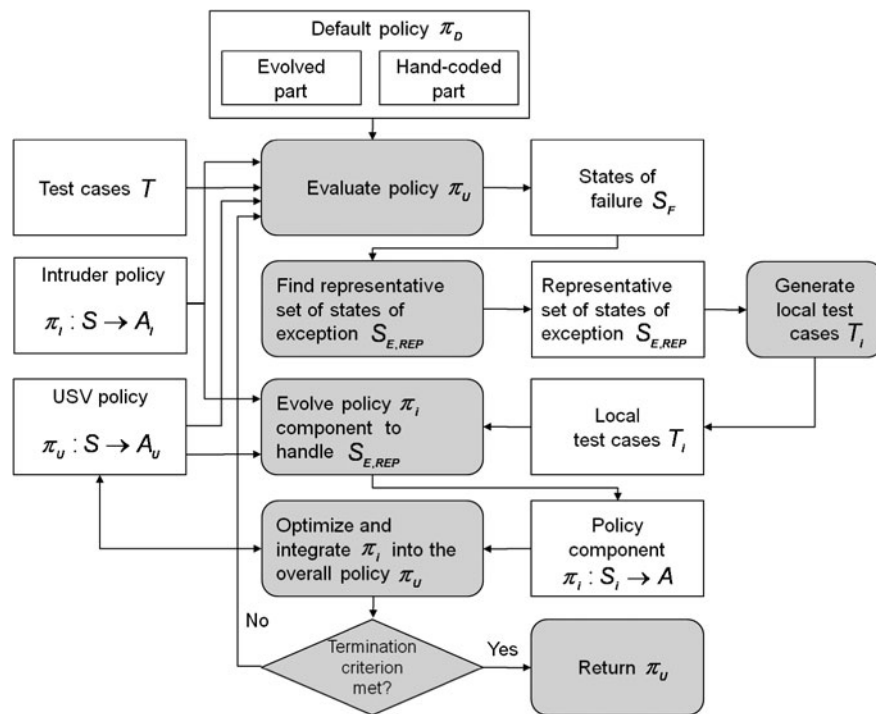 Default policy π_D
Evolved
part
Hand-coded
part
Test cases T
Evaluate policy π_U
States of
failure S_F
Intruder policy
π_I : S → A_I
Find representative
set of states of
exception S_E,REP
Representative
set of states of
exception S_E,REP
Generate
local test
cases T_i
USV policy
π_U : S → A_U
Evolve policy π_i
component to
handle S_E,REP
Local
test cases T_i
Optimize and
integrate π_i into the
overall policy π_U
Policy
component
π_i : S_i → A
No
Termination
criterion
met?
Yes
Return π_U